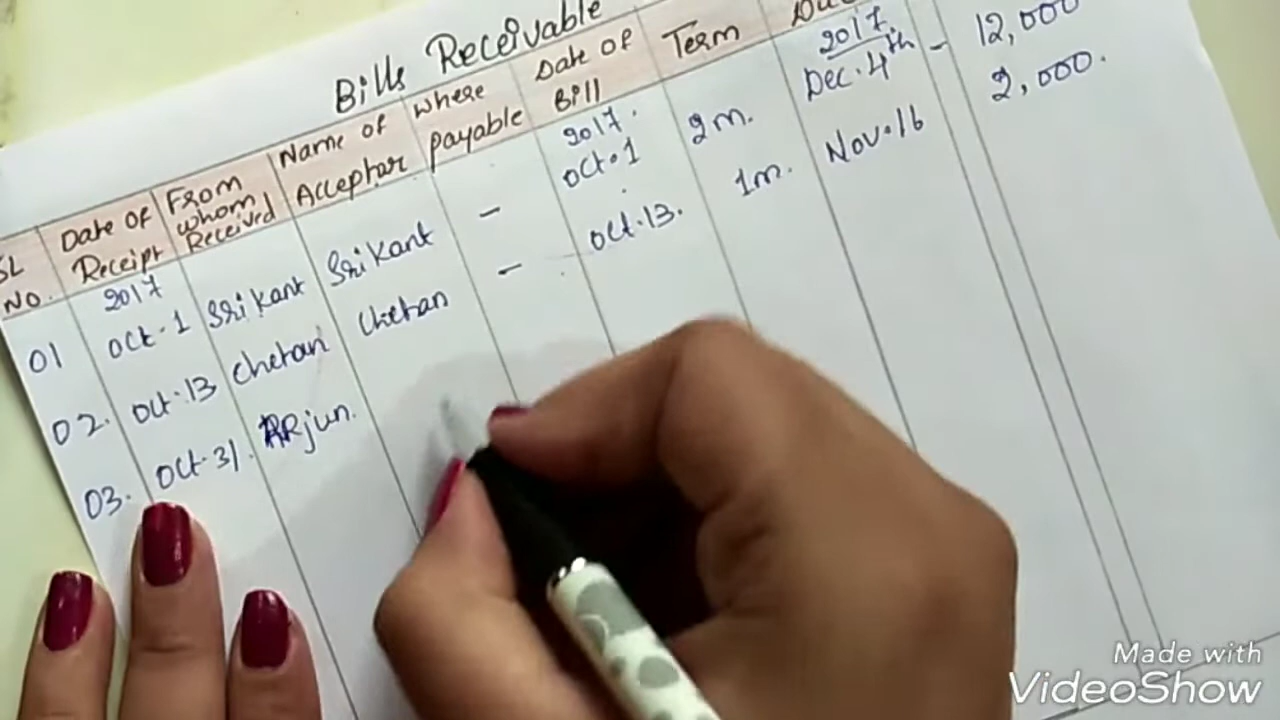 Bills Receivable
SL No.
Date of Receipt
From whom Received
Name of Acceptor
Where payable
Date of Bill
Term
01 2017 Oct. 1 Srikant Srikant - 2017. Oct. 1 2m. 2017 Dec. 4th - 12,000
02. Oct. 13 Chetan Chetan - Oct. 13. 1m. Nov. 16 2,000.
03. Oct. 31. Arjun.
Made with
VideoShow